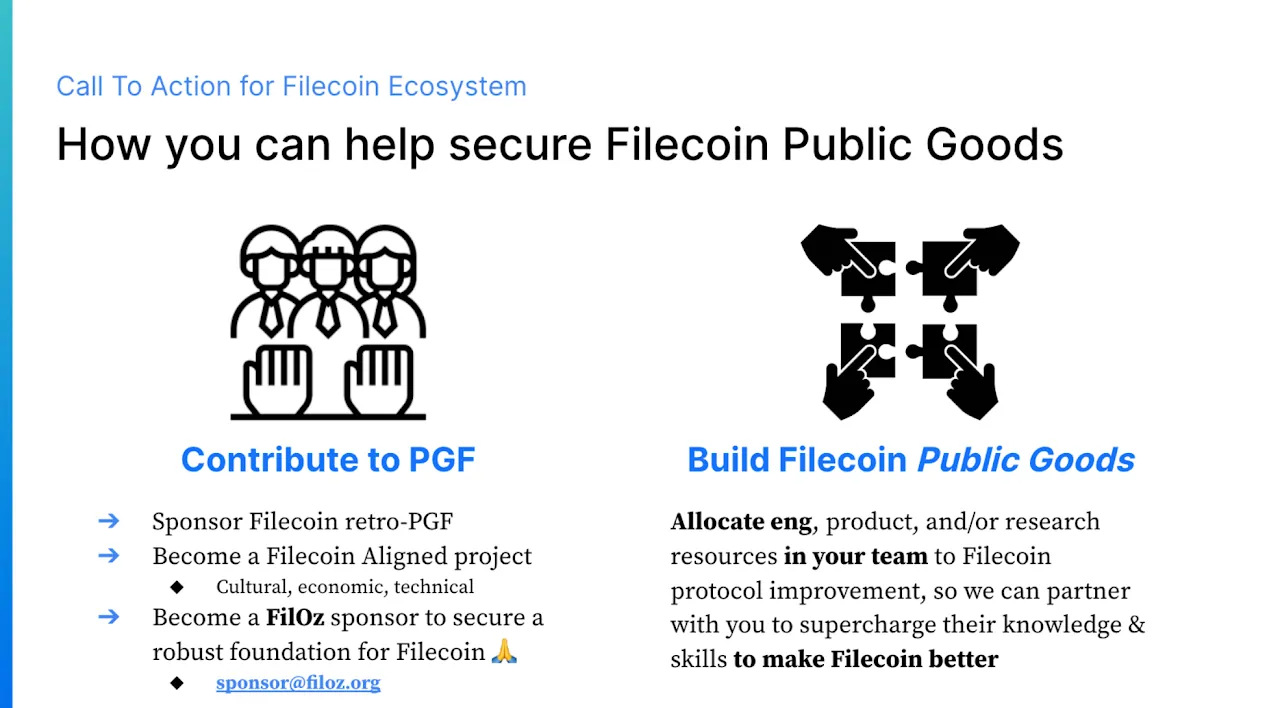 Call To Action for Filecoin Ecosystem
How you can help secure Filecoin Public Goods
Contribute to PGF
➔ Sponsor Filecoin retro-PGF
➔ Become a Filecoin Aligned project
◆ Cultural, economic, technical
➔ Become a FilOz sponsor to secure a
robust foundation for Filecoin 🙏
◆ sponsor@filoz.org
Build Filecoin Public Goods
Allocate eng, product, and/or research
resources in your team to Filecoin
protocol improvement, so we can partner
with you to supercharge their knowledge &
skills to make Filecoin better